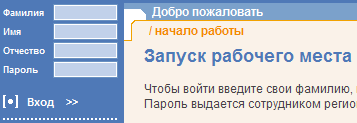 Фамилия
Имя
Отчество
Пароль
Вход >>
Добро пожаловать
/ начало работы
Запуск рабочего места
Чтобы войти введите свои фамилию,
Пароль выдается сотрудником